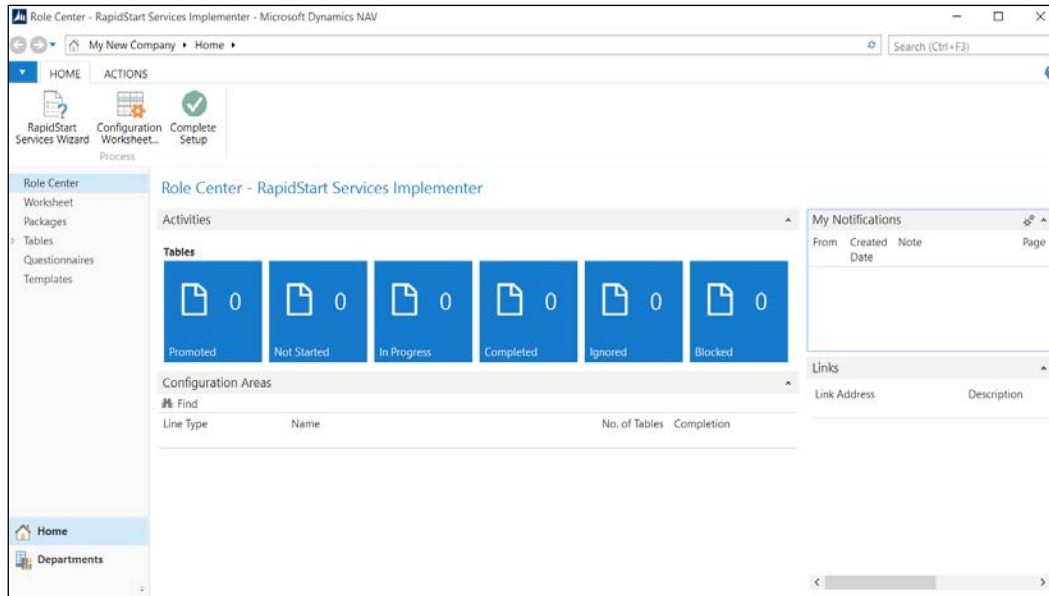 Role Center - RapidStart Services Implementer - Microsoft Dynamics NAV
My New Company
Home
Search (Ctrl+F3)
HOME
ACTIONS
RapidStart
Services Wizard
Configuration
Worksheet...
Complete
Setup
Process
Role Center
Worksheet
Packages
Tables
Questionnaires
Templates
Home
Departments
Role Center - RapidStart Services Implementer
Activities
Tables
0
Promoted
0
Not Started
0
In Progress
0
Completed
0
Ignored
0
Blocked
Configuration Areas
Find
Line Type Name No. of Tables Completion
My Notifications
From Created Note Page
Date
Links
Link Address Description